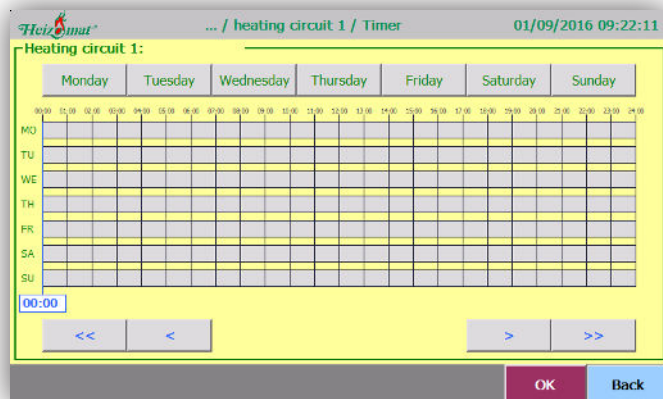 Heizomat ... / heating circuit 1 / Timer 01/09/2016 09:22:11
Heating circuit 1:
Monday Tuesday Wednesday Thursday Friday Saturday Sunday
00:00 01:00 02:00 03:00 04:00 05:00 06:00 07:00 08:00 09:00 10:00 11:00 12:00 13:00 14:00 15:00 16:00 17:00 18:00 19:00 20:00 21:00 22:00 23:00 24:00
MO
TU
WE
TH
FR
SA
SU
00:00
<< < > >>
OK Back